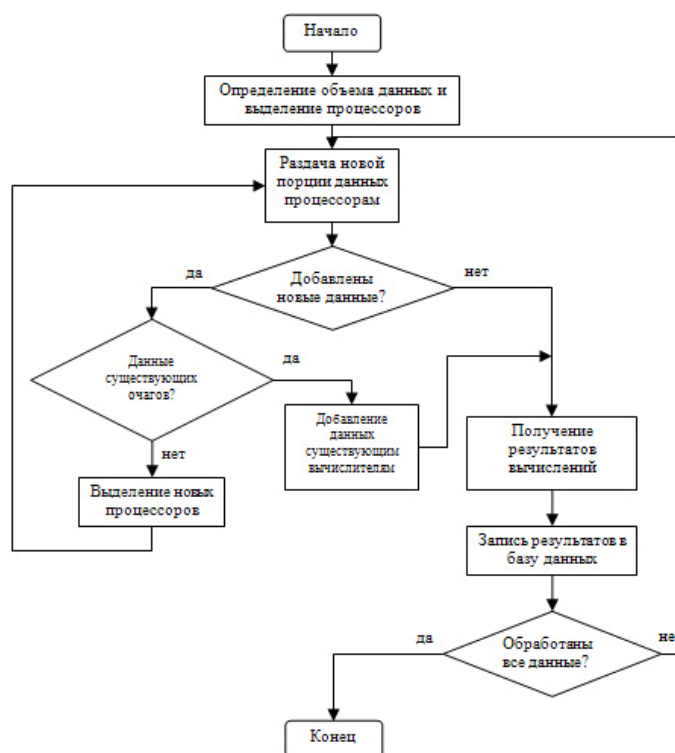 Начало
Определение объема данных и
выделение процессоров
Раздача новой
порции данных
процессорам
да
Добавлены
новые данные?
нет
Данные
существующих
очагов?
да
Добавление
данных
существующим
вычислителям
Получение
результатов
вычислений
нет
Выделение новых
процессоров
Запись результатов в
базу данных
да
Обработаны
все данные?
не
Конец